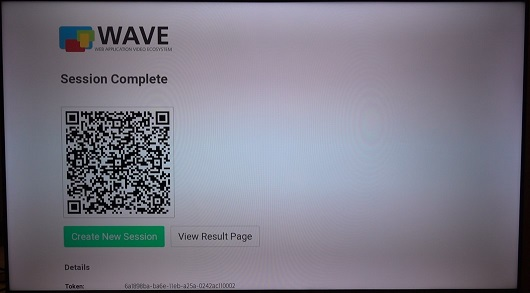 WAVE
WEB APPLICATION VIDEO ECOSYSTEM
Session Complete
Create New Session
View Result Page
Details
Token: